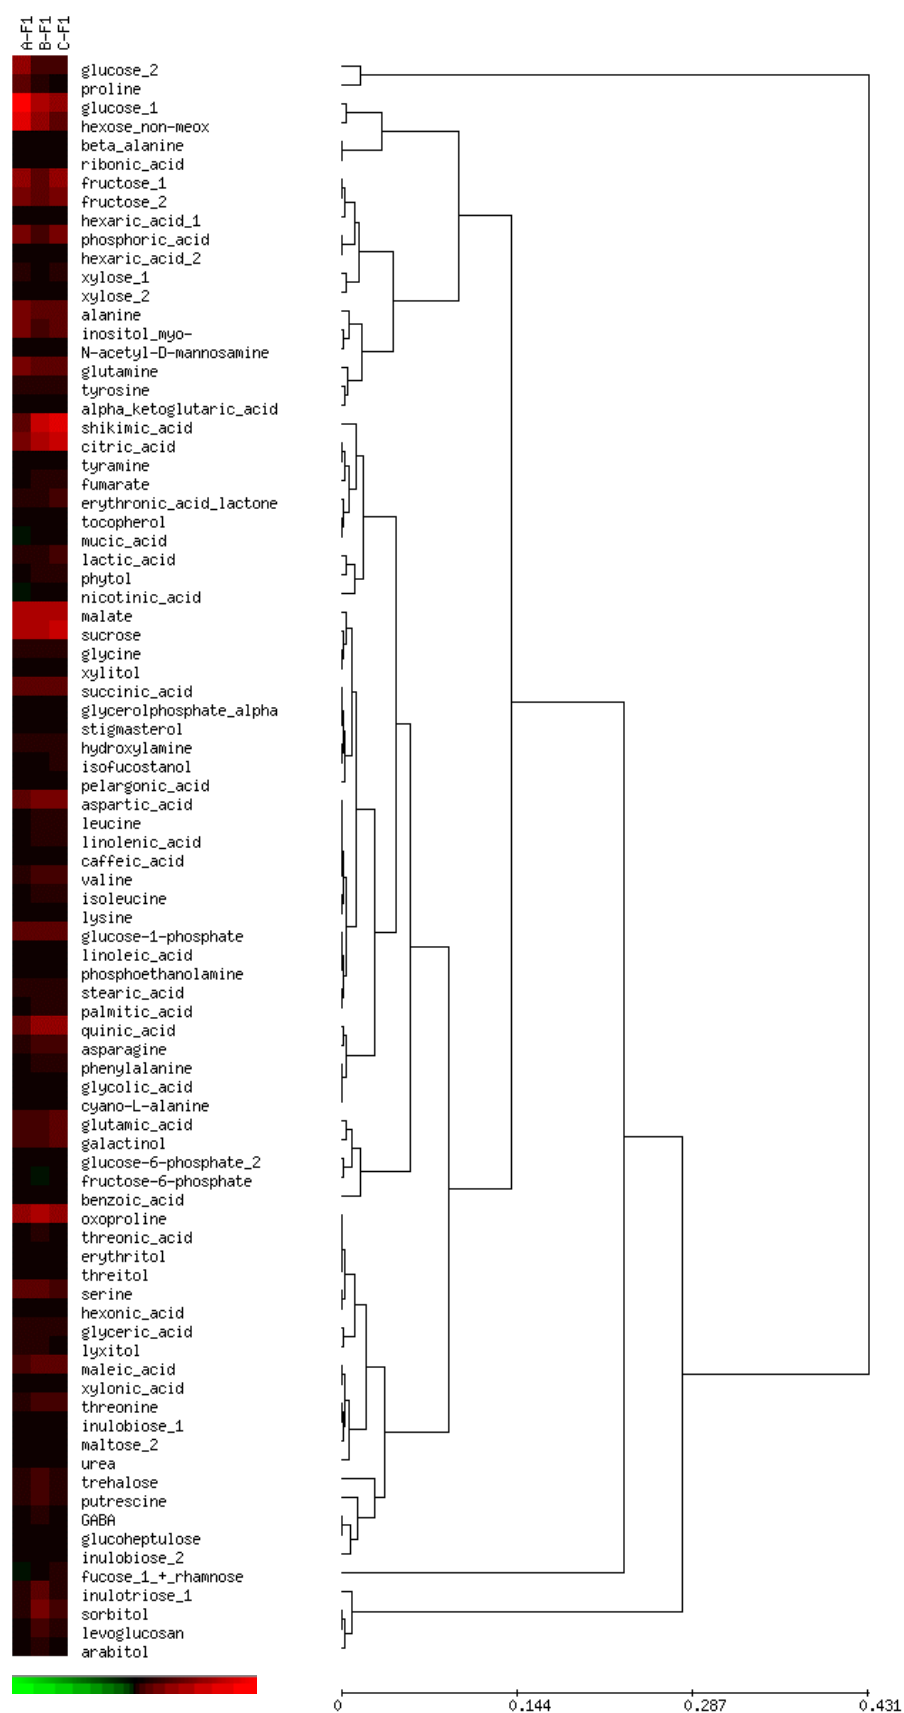 A-F1
B-F1
C-F1
glucose_2
proline
glucose_1
hexose_non-meox
beta_alanine
ribonic_acid
fructose_1
fructose_2
hexaric_acid_1
phosphoric_acid
hexaric_acid_2
xylose_1
xylose_2
alanine
inositol_myo-
N-acetyl-D-mannosamine
glutamine
tyrosine
alpha_ketoglutaric_acid
shikimic_acid
citric_acid
tyramine
fumarate
erythronic_acid_lactone
tocopherol
mucic_acid
lactic_acid
phytol
nicotinic_acid
malate
sucrose
glycine
xylitol
succinic_acid
glycerolphosphate_alpha
stigmasterol
hydroxylamine
isofucostanol
pelargonic_acid
aspartic_acid
leucine
linolenic_acid
caffeic_acid
valine
isoleucine
lysine
glucose-1-phosphate
linoleic_acid
phosphoethanolamine
stearic_acid
palmitic_acid
quinic_acid
asparagine
phenylalanine
glycolic_acid
cyano-L-alanine
glutamic_acid
galactinol
glucose-6-phosphate_2
fructose-6-phosphate
benzoic_acid
oxoproline
threonic_acid
erythritol
threitol
serine
hexonic_acid
glyceric_acid
lyxitol
maleic_acid
xylonic_acid
threonine
inulobiose_1
maltose_2
urea
trehalose
putrescine
GABA
glucoheptulose
inulobiose_2
fucose_1_+_rhamnose
inulotriose_1
sorbitol
levoglucosan
arabitol
0 0.144 0.287 0.431